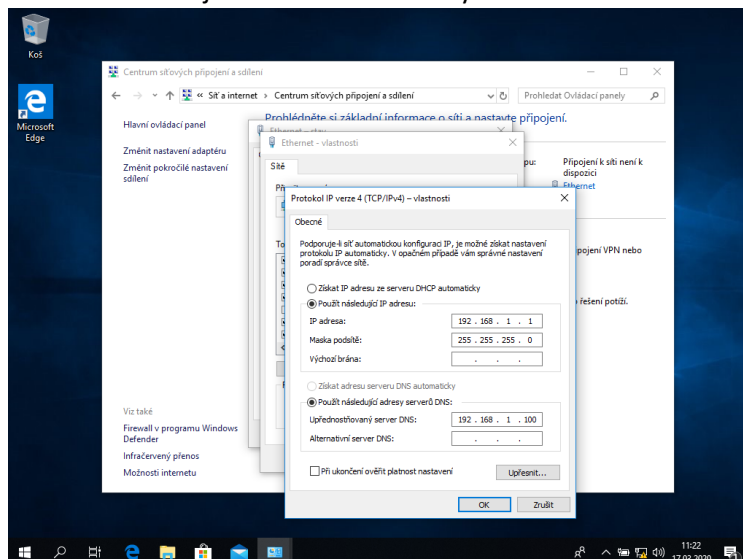 Koš
Microsoft
Edge
Centrum síťových připojení a sdílení
« Síť a internet > Centrum síťových připojení a sdílení
Prohledat Ovládací panely
Hlavní ovládací panel
Změnit nastavení adaptéru
Změnit pokročilé nastavení
sdílení
Prohlédněte si základní informace o síti a nastavte připojení.
Ethernet – stav
Ethernet - vlastnosti
Sítě
Připojení k síti není k
dispozici
Ethernet
Protokol IP verze 4 (TCP/IPv4) – vlastnosti
Obecné
Podporuje-li síť automatickou konfiguraci IP, je možné získat nastavení
protokolu IP automaticky. V opačném případě vám správné nastavení
poradí správce sítě.
Získat IP adresu ze serveru DHCP automaticky
Použít následující IP adresu:
IP adresa: 192 . 168 . 1 . 1
Maska podsítě: 255 . 255 . 255 . 0
Výchozí brána: . . .
Získat adresu serveru DNS automaticky
Použít následující adresy serverů DNS:
Upřednostňovaný server DNS: 192 . 168 . 1 . 100
Alternativní server DNS: . . .
Při ukončení ověřit platnost nastavení
Upřesnit...
OK Zrušit
VPN nebo
řešení potíží.
Viz také
Firewall v programu Windows
Defender
Infračervený přenos
Možnosti internetu
11:22
17.03.2020